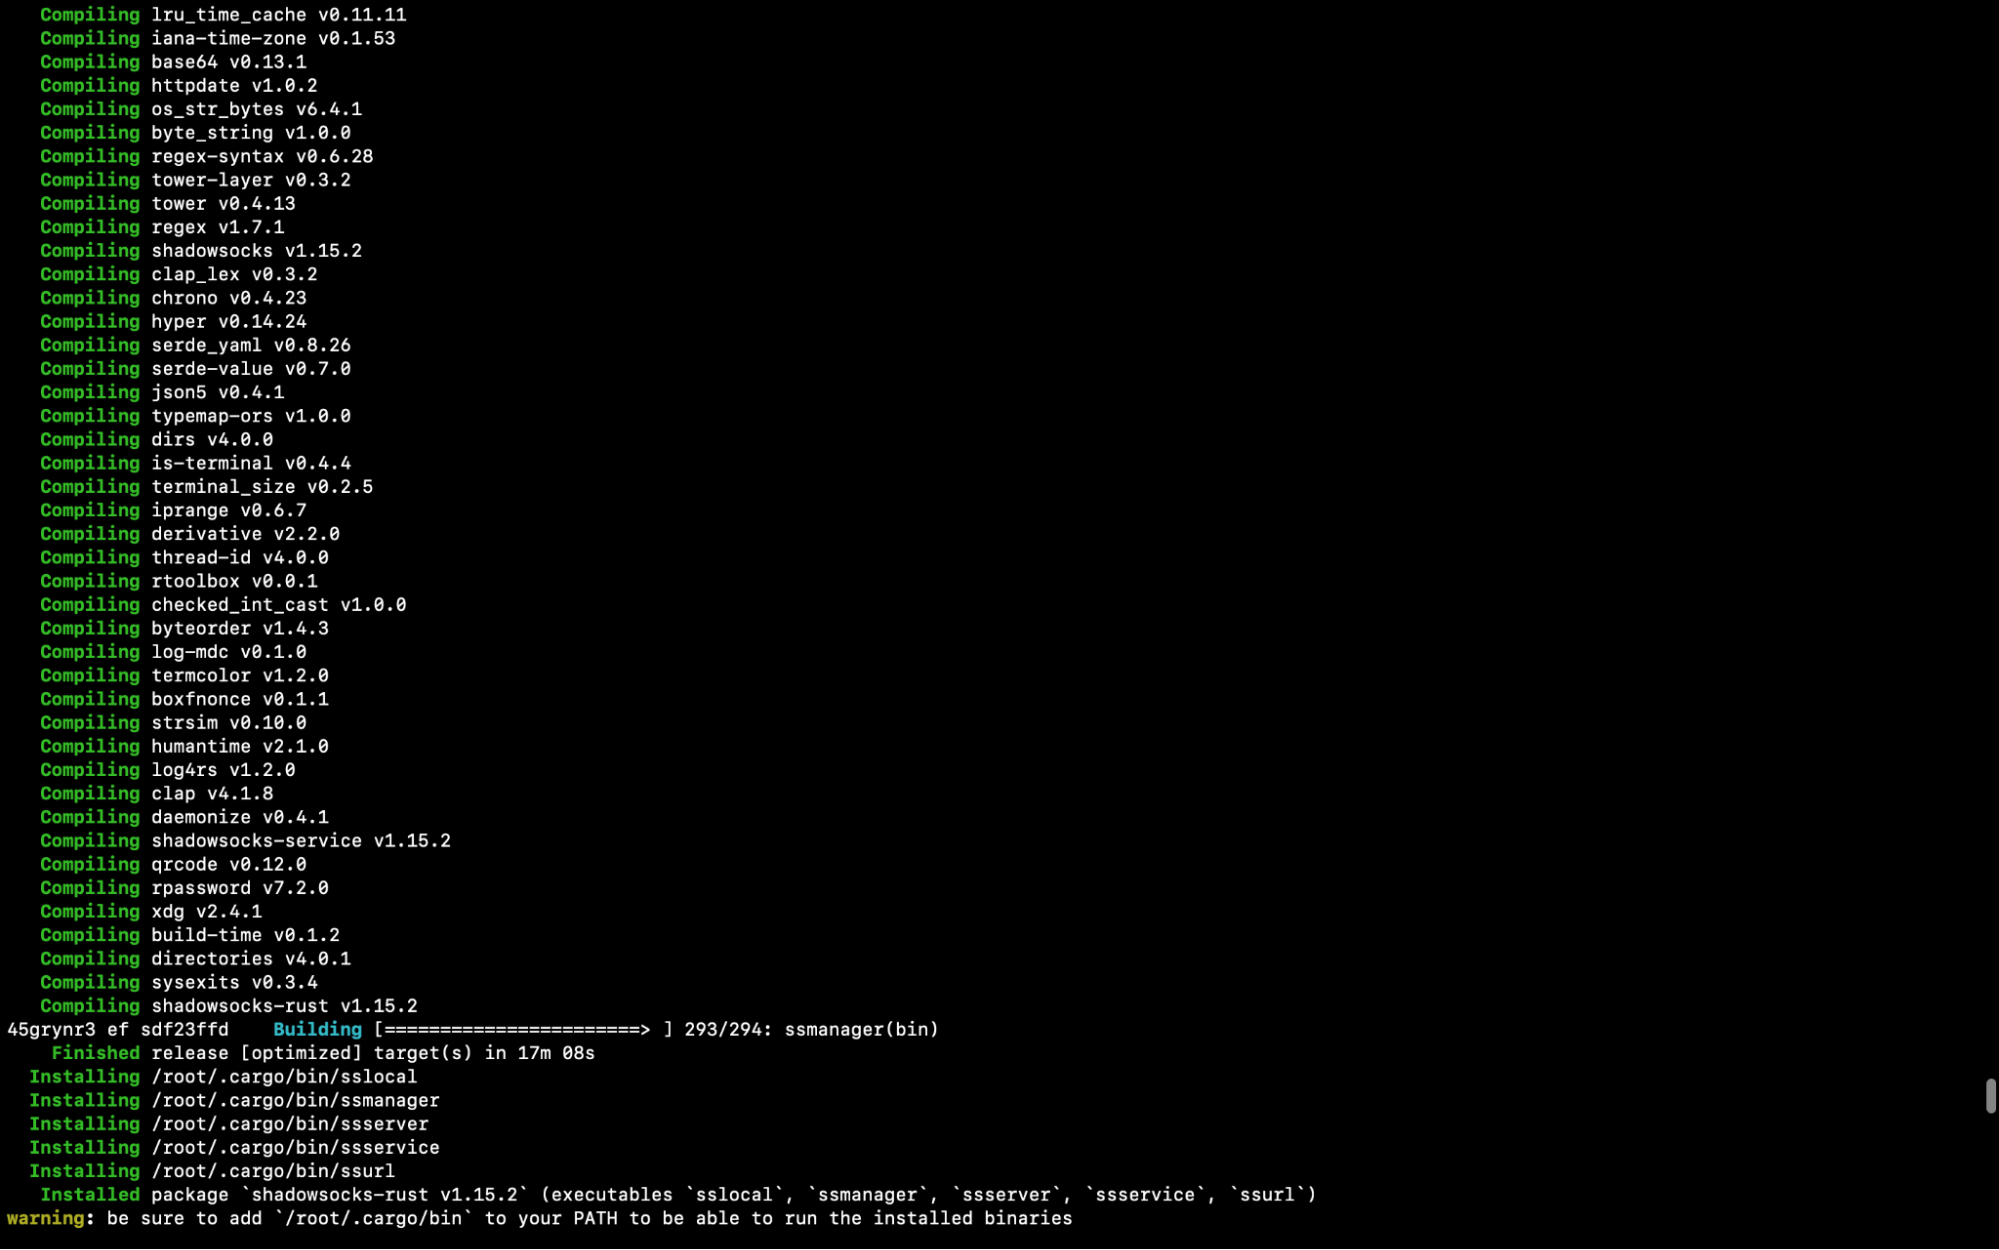 Compiling lru_time_cache v0.11.11
Compiling iana-time-zone v0.1.53
Compiling base64 v0.13.1
Compiling httpdate v1.0.2
Compiling os_str_bytes v6.4.1
Compiling byte_string v1.0.0
Compiling regex-syntax v0.6.28
Compiling tower-layer v0.3.2
Compiling tower v0.4.13
Compiling regex v1.7.1
Compiling shadowsocks v1.15.2
Compiling clap_lex v0.3.2
Compiling chrono v0.4.23
Compiling hyper v0.14.24
Compiling serde_yaml v0.8.26
Compiling serde-value v0.7.0
Compiling json5 v0.4.1
Compiling typemap-ors v1.0.0
Compiling dirs v4.0.0
Compiling is-terminal v0.4.4
Compiling terminal_size v0.2.5
Compiling iprange v0.6.7
Compiling derivative v2.2.0
Compiling thread-id v4.0.0
Compiling rtoolbox v0.0.1
Compiling checked_int_cast v1.0.0
Compiling byteorder v1.4.3
Compiling log-mdc v0.1.0
Compiling termcolor v1.2.0
Compiling boxfnonce v0.1.1
Compiling strsim v0.10.0
Compiling humantime v2.1.0
Compiling log4rs v1.2.0
Compiling clap v4.1.8
Compiling daemonize v0.4.1
Compiling shadowsocks-service v1.15.2
Compiling qrcode v0.12.0
Compiling rpassword v7.2.0
Compiling xdg v2.4.1
Compiling build-time v0.1.2
Compiling directories v4.0.1
Compiling sysexits v0.3.4
Compiling shadowsocks-rust v1.15.2
45grynr3 ef sdf23ffd    Building [=======================> ] 293/294: ssmanager(bin)
Finished release [optimized] target(s) in 17m 08s
Installing /root/.cargo/bin/sslocal
Installing /root/.cargo/bin/ssmanager
Installing /root/.cargo/bin/ssserver
Installing /root/.cargo/bin/ssservice
Installing /root/.cargo/bin/ssurl
Installed package `shadowsocks-rust v1.15.2` (executables `sslocal`, `ssmanager`, `ssserver`, `ssservice`, `ssurl`)
warning: be sure to add `/root/.cargo/bin` to your PATH to be able to run the installed binaries